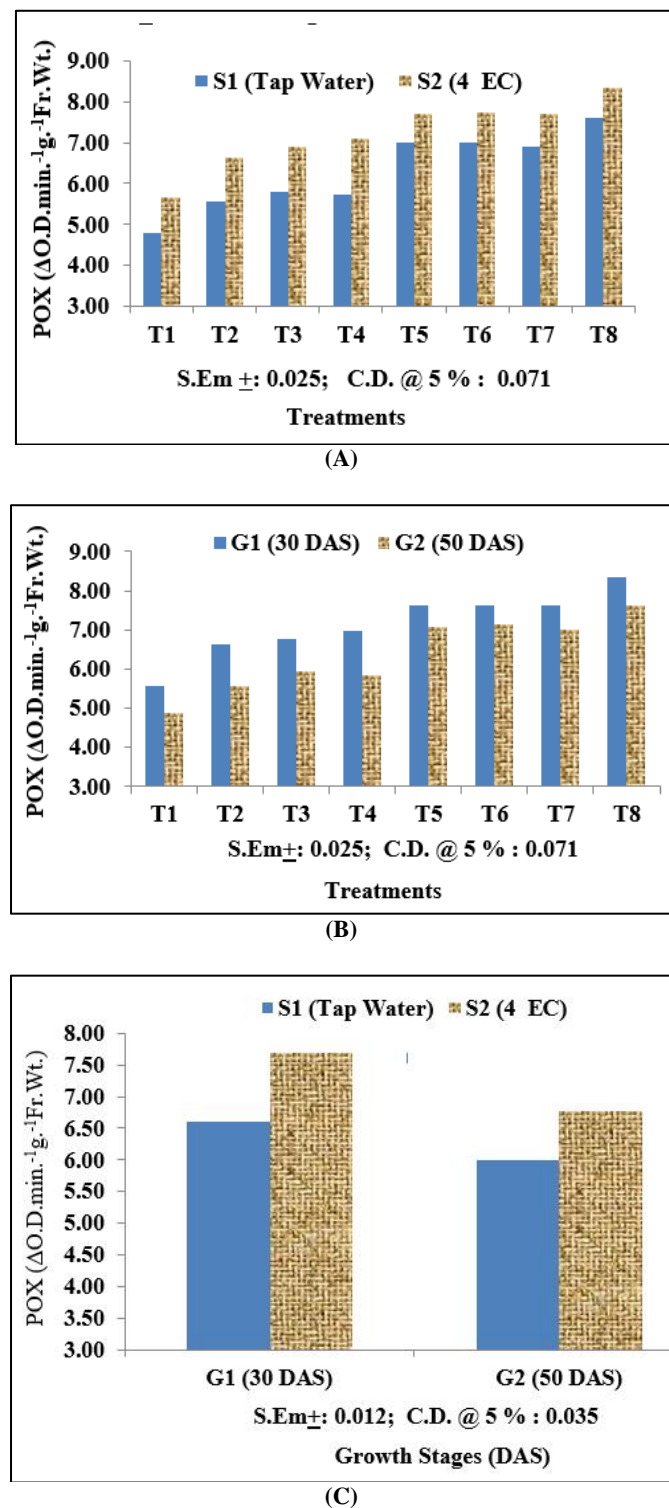 S1 (Tap Water) S2 (4 EC)
POX (ΔO.D.min.-1g.-1Fr.Wt.)
9.00
8.00
7.00
6.00
5.00
4.00
3.00
T1 T2 T3 T4 T5 T6 T7 T8
S.Em +: 0.025; C.D. @ 5 % : 0.071
Treatments
(A)
G1 (30 DAS) G2 (50 DAS)
POX (ΔO.D.min.-1g.-1Fr.Wt.)
9.00
8.00
7.00
6.00
5.00
4.00
3.00
T1 T2 T3 T4 T5 T6 T7 T8
S.Em+: 0.025; C.D. @ 5 % : 0.071
Treatments
(B)
S1 (Tap Water) S2 (4 EC)
POX (ΔO.D.min.-1g.-1Fr.Wt.)
8.00
7.50
7.00
6.50
6.00
5.50
5.00
4.50
4.00
3.50
3.00
G1 (30 DAS) G2 (50 DAS)
S.Em+: 0.012; C.D. @ 5 % : 0.035
Growth Stages (DAS)
(C)